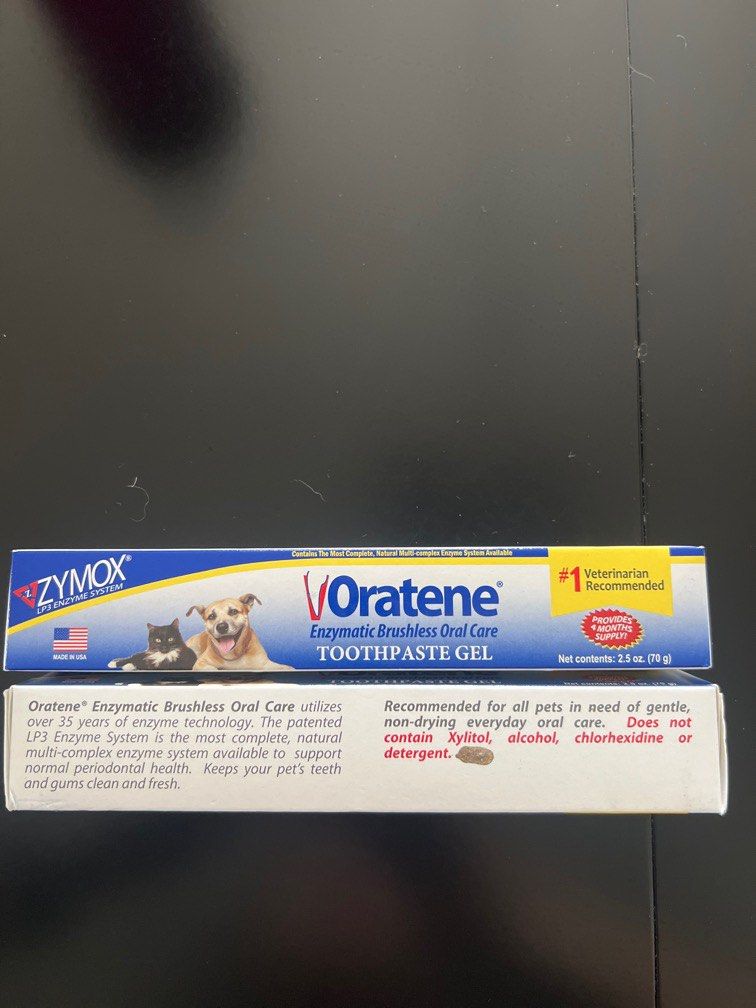 Contains The Most Complete, Natural Multi-complex Enzyme System Available
Z ZYMOX®
LP3 ENZYME SYSTEM
MADE IN USA
Oratene®
Enzymatic Brushless Oral Care
TOOTHPASTE GEL
#1 Veterinarian
Recommended
PROVIDES
4 MONTHS
SUPPLY!
Net contents: 2.5 oz. (70 g)
TOOTHPASTE GEL
Oratene® Enzymatic Brushless Oral Care utilizes
over 35 years of enzyme technology. The patented
LP3 Enzyme System is the most complete, natural
multi-complex enzyme system available to support
normal periodontal health. Keeps your pet's teeth
and gums clean and fresh.
Recommended for all pets in need of gentle,
non-drying everyday oral care. Does not
contain Xylitol, alcohol, chlorhexidine or
detergent.